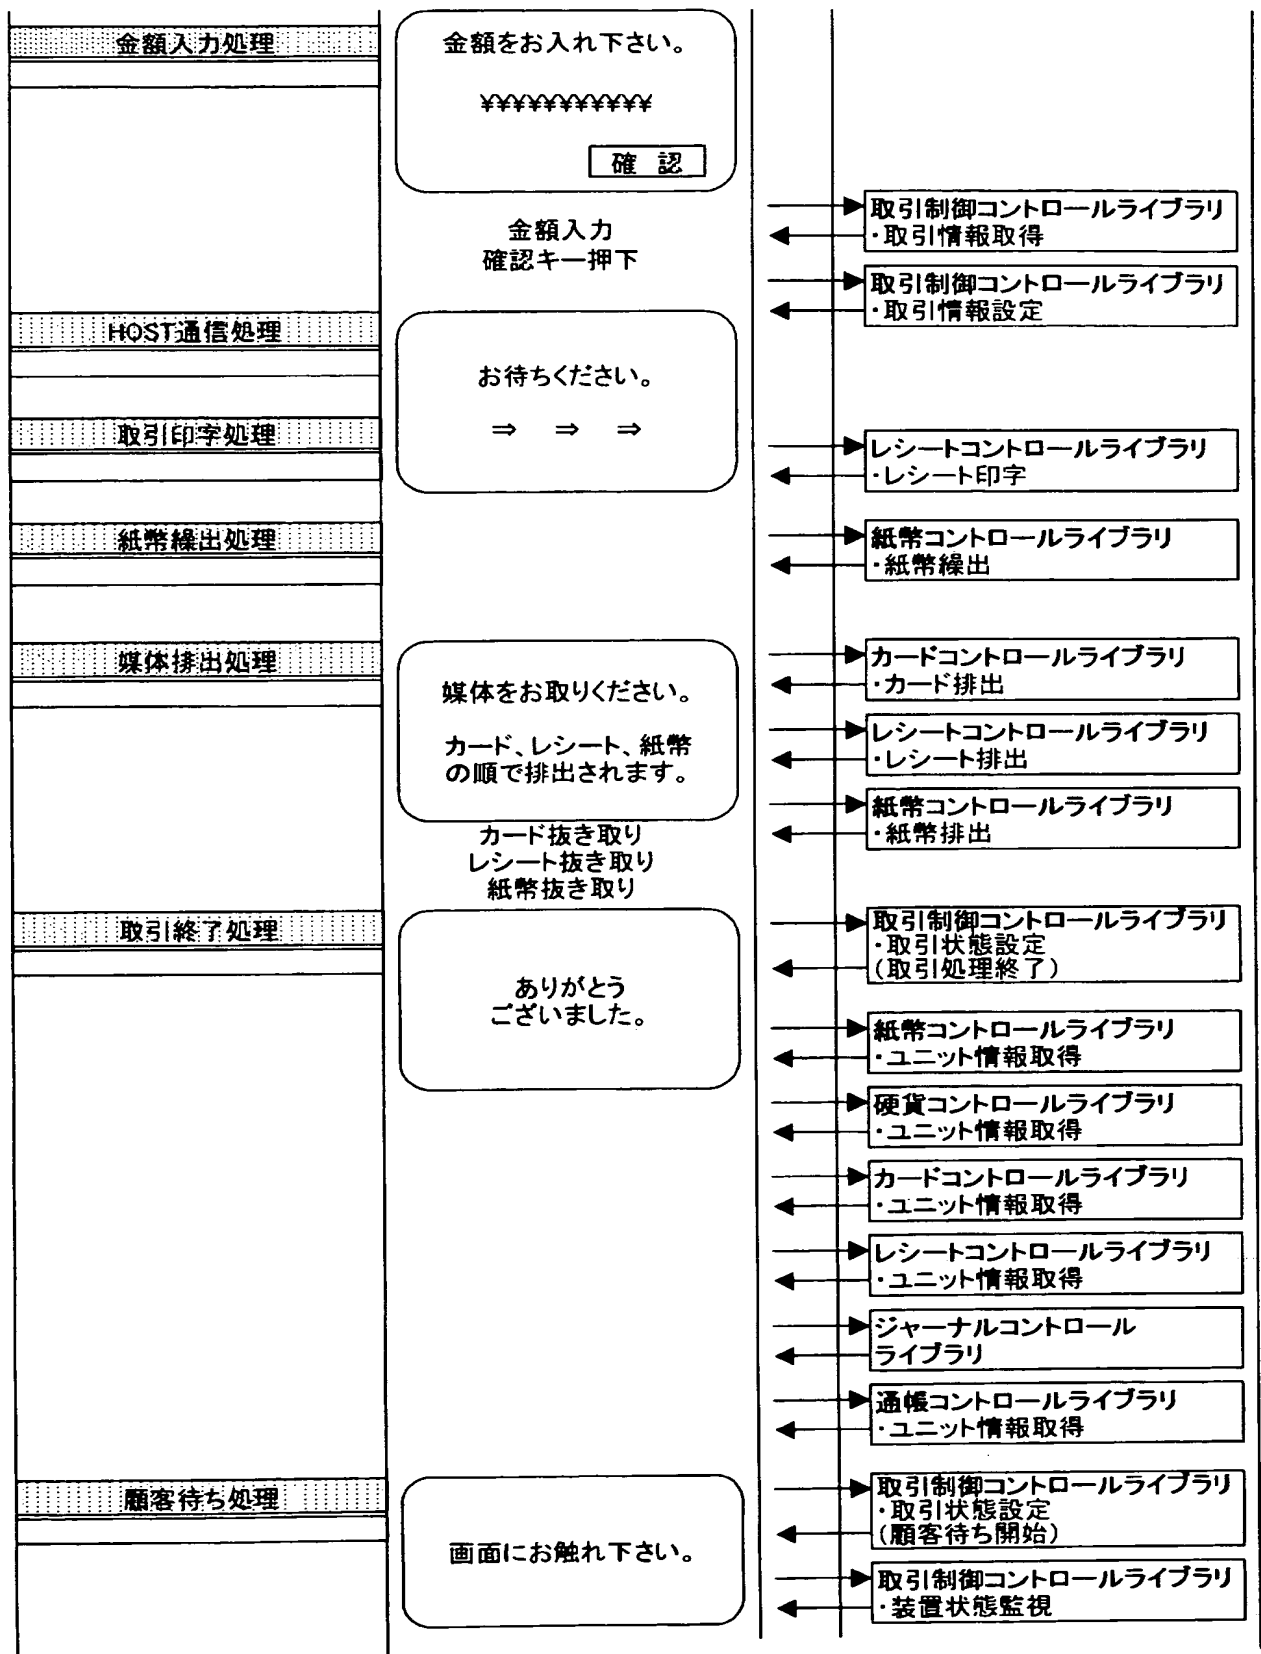 金額入力処理
金額をお入れ下さい。
¥¥¥¥¥¥¥¥¥¥¥
確 認
金額入力
確認キー押下
取引制御コントロールライブラリ
・取引情報取得
取引制御コントロールライブラリ
・取引情報設定
HOST通信処理
お待ちください。
⇒ ⇒ ⇒
取引印字処理
レシートコントロールライブラリ
・レシート印字
紙幣繰出処理
紙幣コントロールライブラリ
・紙幣繰出
媒体排出処理
媒体をお取りください。
カード、レシート、紙幣
の順で排出されます。
カード抜き取り
レシート抜き取り
紙幣抜き取り
カードコントロールライブラリ
・カード排出
レシートコントロールライブラリ
・レシート排出
紙幣コントロールライブラリ
・紙幣排出
取引終了処理
ありがとう
ございました。
取引制御コントロールライブラリ
・取引状態設定
(取引処理終了)
紙幣コントロールライブラリ
・ユニット情報取得
硬貨コントロールライブラリ
・ユニット情報取得
カードコントロールライブラリ
・ユニット情報取得
レシートコントロールライブラリ
・ユニット情報取得
ジャーナルコントロール
ライブラリ
通帳コントロールライブラリ
・ユニット情報取得
顧客待ち処理
画面にお触れ下さい。
取引制御コントロールライブラリ
・取引状態設定
(顧客待ち開始)
取引制御コントロールライブラリ
・装置状態監視